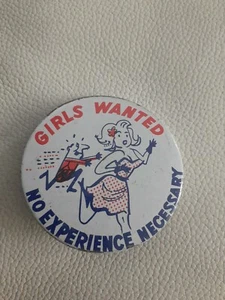 GIRLS WANTED
NO EXPERIENCE NECESSARY